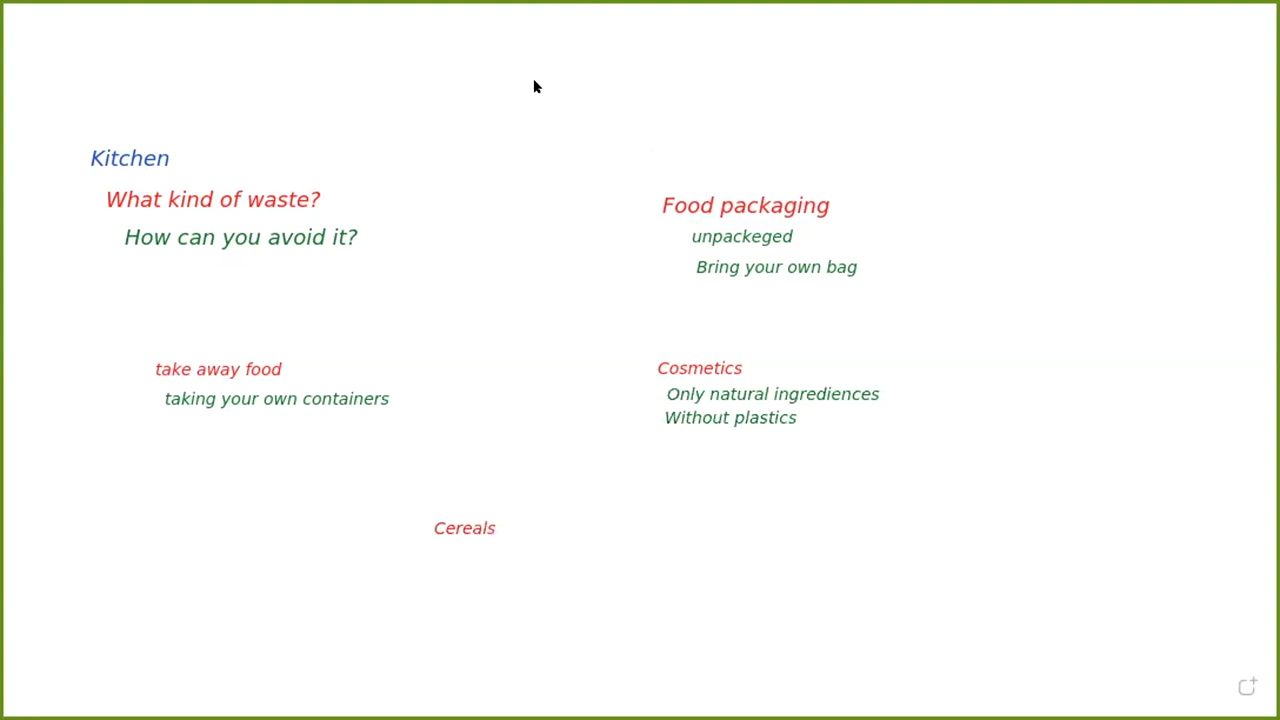 Kitchen
What kind of waste?
How can you avoid it?
Food packaging
unpackeged
Bring your own bag
take away food
taking your own containers
Cosmetics
Only natural ingrediences
Without plastics
Cereals